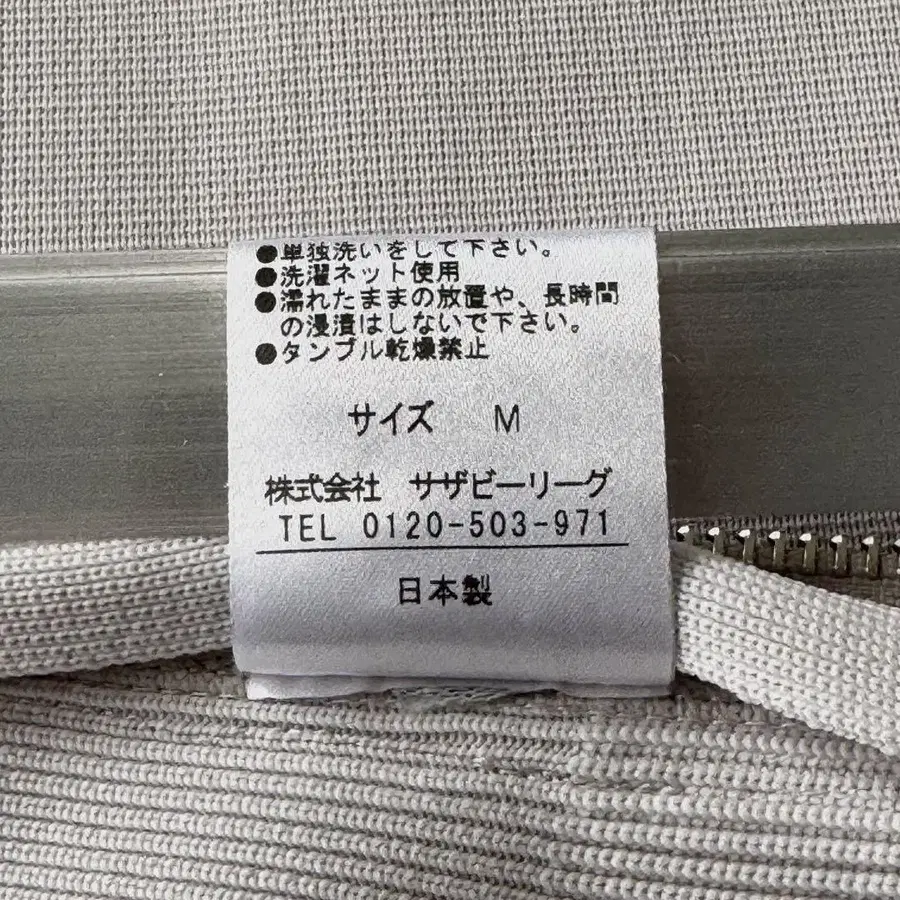 ●単独洗いをして下さい。
●洗濯ネット使用
●濡れたままの放置や、長時間
の浸漬はしないで下さい。
●タンブル乾燥禁止
サイズ M
株式会社 サザビーリーグ
TEL 0120-503-971
日本製